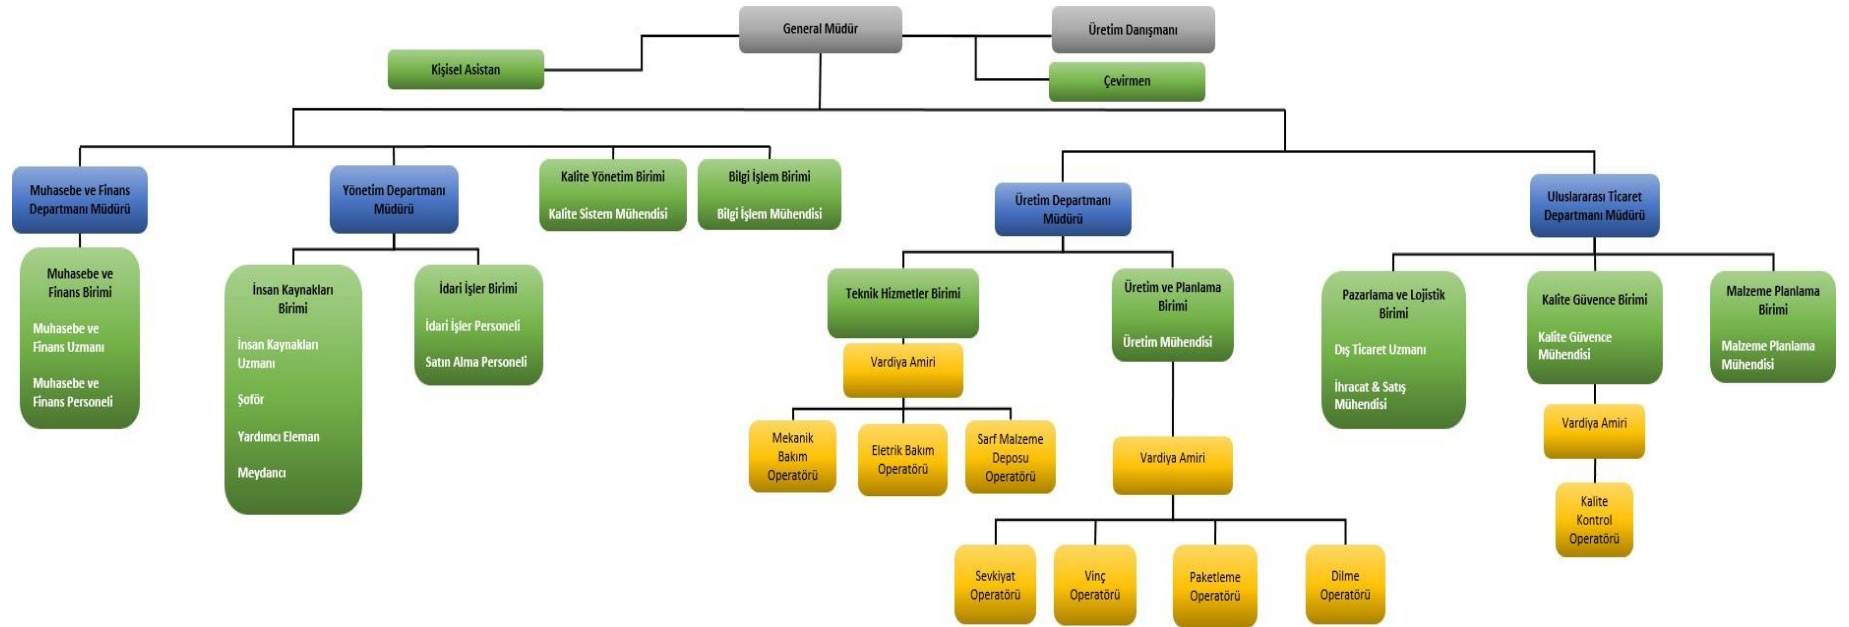 General Müdür
Üretim Danışmanı
Kişisel Asistan
Çevirmen
Muhasebe ve Finans
Departmanı Müdürü
Yönetim Departmanı
Müdürü
Kalite Yönetim Birimi
Kalite Sistem Mühendisi
Bilgi İşlem Birimi
Bilgi İşlem Mühendisi
Üretim Departmanı
Müdürü
Uluslararası Ticaret
Departmanı Müdürü
Muhasebe ve
Finans Birimi
Muhasebe ve
Finans Uzmanı
Muhasebe ve
Finans Personeli
İnsan Kaynakları
Birimi
İnsan Kaynakları
Uzmanı
Şoför
Yardımcı Eleman
Meydancı
İdari İşler Birimi
İdari İşler Personeli
Satın Alma Personeli
Teknik Hizmetler Birimi
Vardiya Amiri
Mekanik
Bakım
Operatörü
Eletrik Bakım
Operatörü
Sarf Malzeme
Deposu
Operatörü
Üretim ve Planlama
Birimi
Üretim Mühendisi
Vardiya Amiri
Sevkiyat
Operatörü
Vinç
Operatörü
Paketleme
Operatörü
Dilme
Operatörü
Pazarlama ve Lojistik
Birimi
Dış Ticaret Uzmanı
İhracat & Satış
Mühendisi
Kalite Güvence Birimi
Kalite Güvence
Mühendisi
Vardiya Amiri
Kalite
Kontrol
Operatörü
Malzeme Planlama
Birimi
Malzeme Planlama
Mühendisi